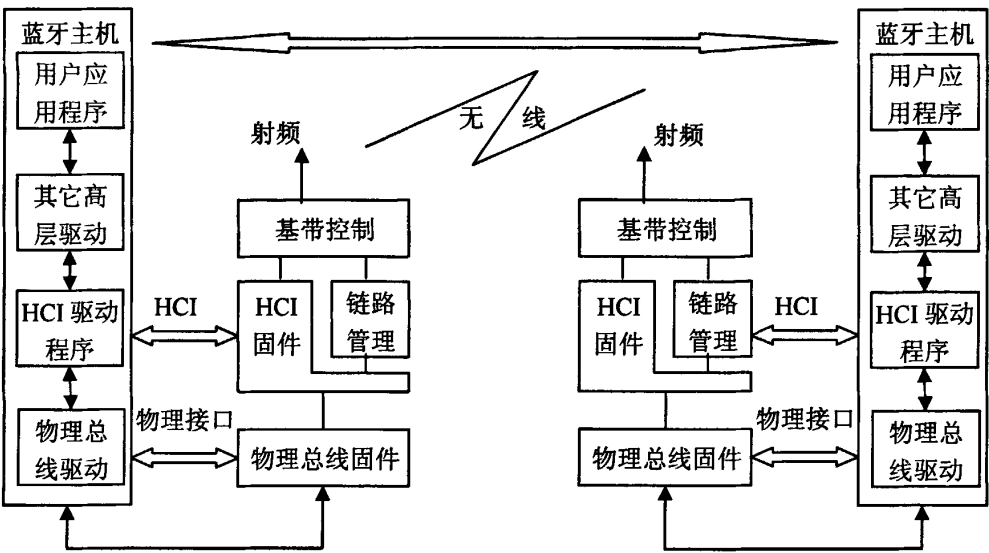 蓝牙主机
用户应
用程序
其它高
层驱动
HCI 驱动
程序
物理总
线驱动
HCI
物理接口
射频
基带控制
HCI
固件
链路
管理
物理总线固件
无 线
射频
基带控制
HCI
固件
链路
管理
物理总线固件
HCI
物理接口
蓝牙主机
用户应
用程序
其它高
层驱动
HCI 驱动
程序
物理总
线驱动